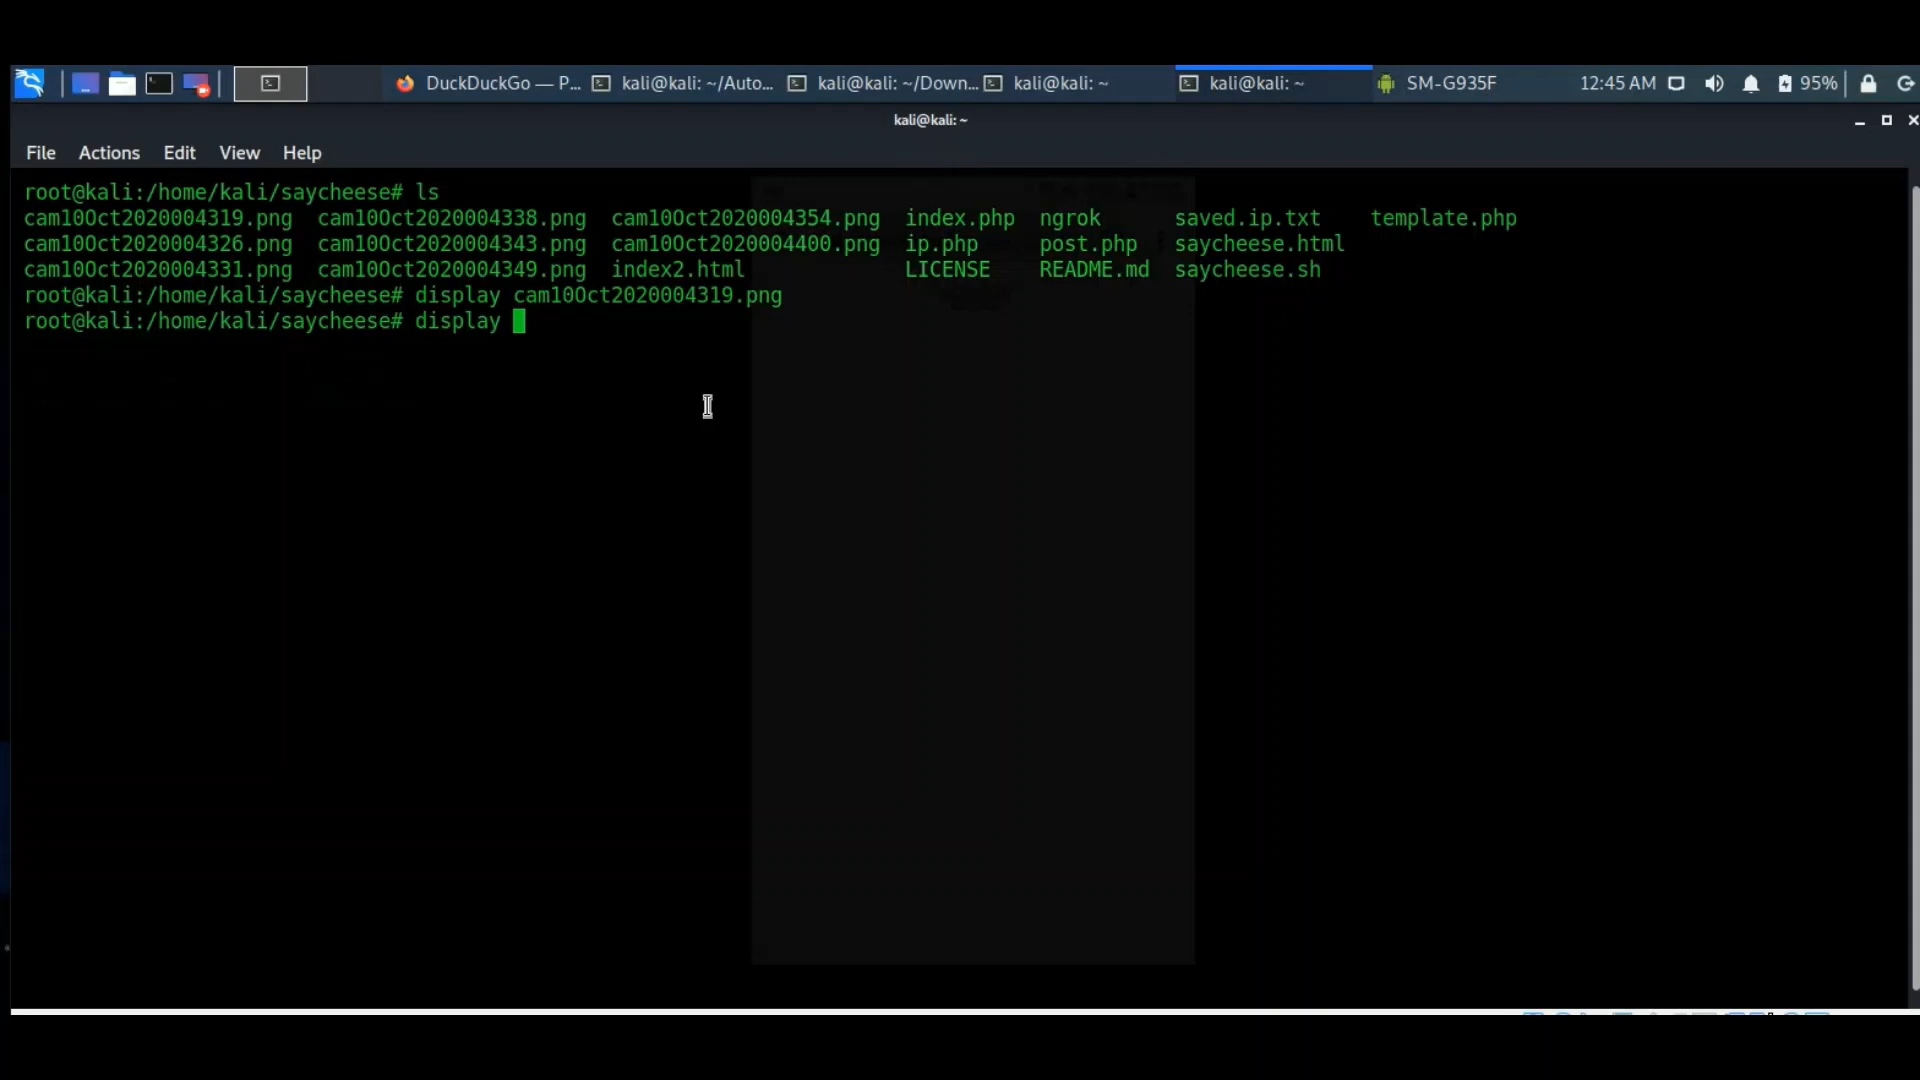 DuckDuckGo — P... kali@kali: ~/Auto... kali@kali: ~/Down... kali@kali: ~ kali@kali: ~ SM-G935F 12:45 AM 95%
kali@kali: ~
File Actions Edit View Help
root@kali:/home/kali/saycheese# ls
cam10Oct2020004319.png cam10Oct2020004338.png cam10Oct2020004354.png index.php ngrok saved.ip.txt template.php
cam10Oct2020004326.png cam10Oct2020004343.png cam10Oct2020004400.png ip.php post.php saycheese.html
cam10Oct2020004331.png cam10Oct2020004349.png index2.html LICENSE README.md saycheese.sh
root@kali:/home/kali/saycheese# display cam10Oct2020004319.png
root@kali:/home/kali/saycheese# display